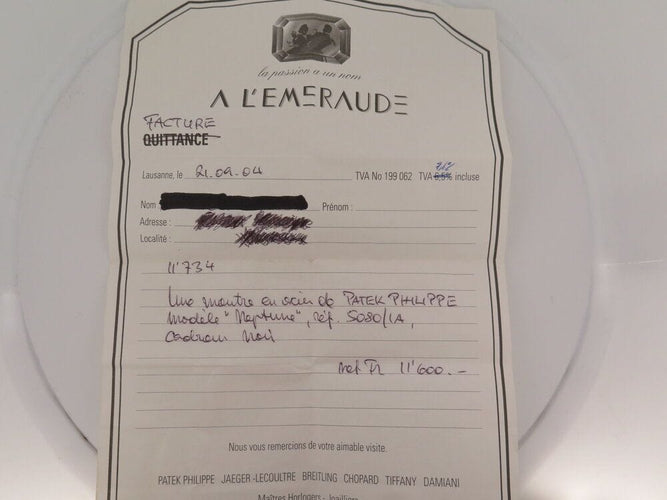 la passion a un nom
A L'EMERAUDE
FACTURE
QUITTANCE
Lausanne, le 21.09.04 TVA No 199 062 TVA 6,5% incluse
Nom : Prénom :
Adresse :
Localité :
11'734
Une montre en acier de PATEK PHILIPPE
modèle "Neptune", réf. 5080/1A,
Cadran Noir
net Fr 11'600.-
Nous vous remercions de votre aimable visite.
PATEK PHILIPPE JAEGER-LECOULTRE BREITLING CHOPARD TIFFANY DAMIANI
Maîtres Horlogers - Joailliers